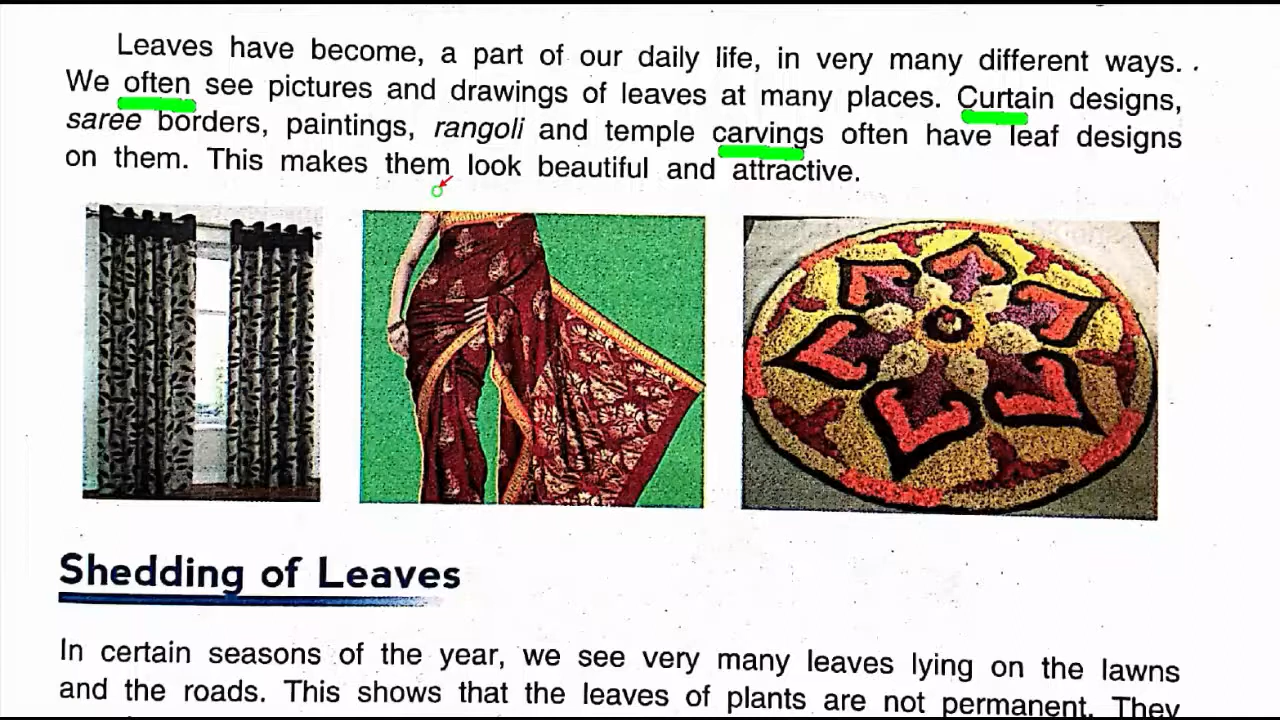 Leaves have become, a part of our daily life, in very many different ways.
We often see pictures and drawings of leaves at many places. Curtain designs,
saree borders, paintings, rangoli and temple carvings often have leaf designs
on them. This makes them look beautiful and attractive.
Shedding of Leaves
In certain seasons of the year, we see very many leaves lying on the lawns
and the roads. This shows that the leaves of plants are not permanent. They